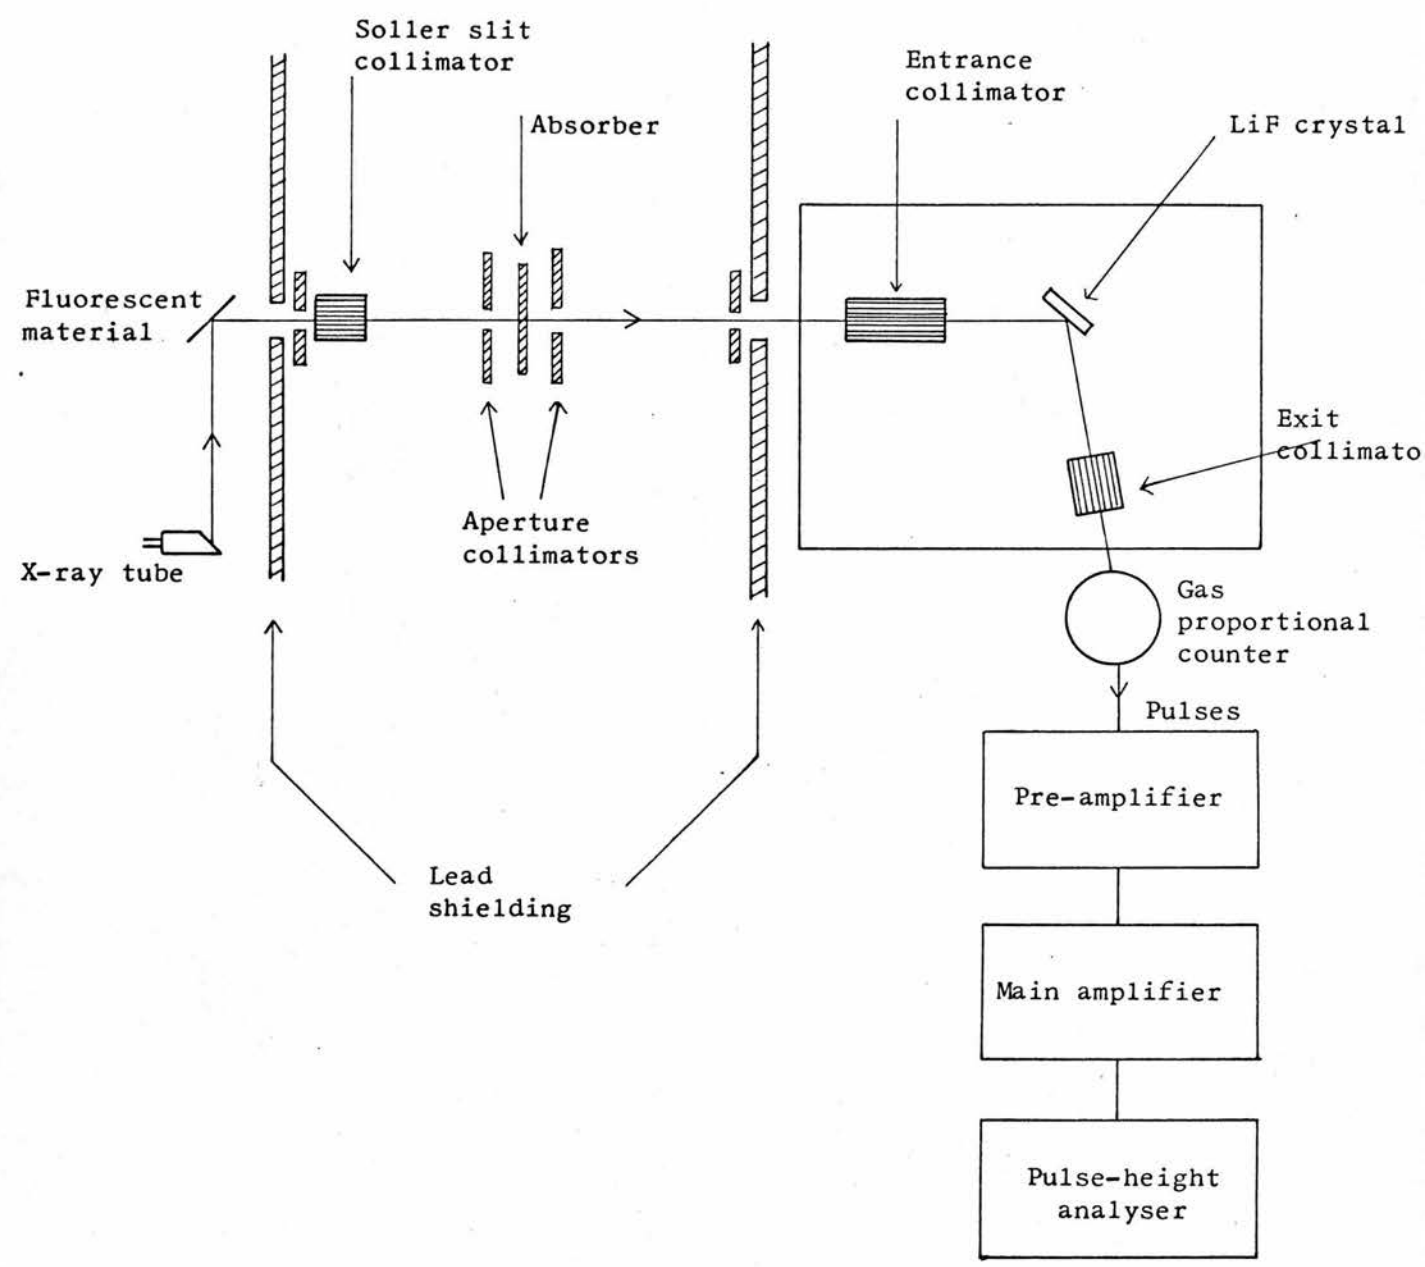 Soller slit
collimator
Entrance
collimator
Absorber
LiF crystal
Fluorescent
material
Exit
collimato
Aperture
collimators
X-ray tube
Gas
proportional
counter
Pulses
Pre-amplifier
Lead
shielding
Main amplifier
Pulse-height
analyser